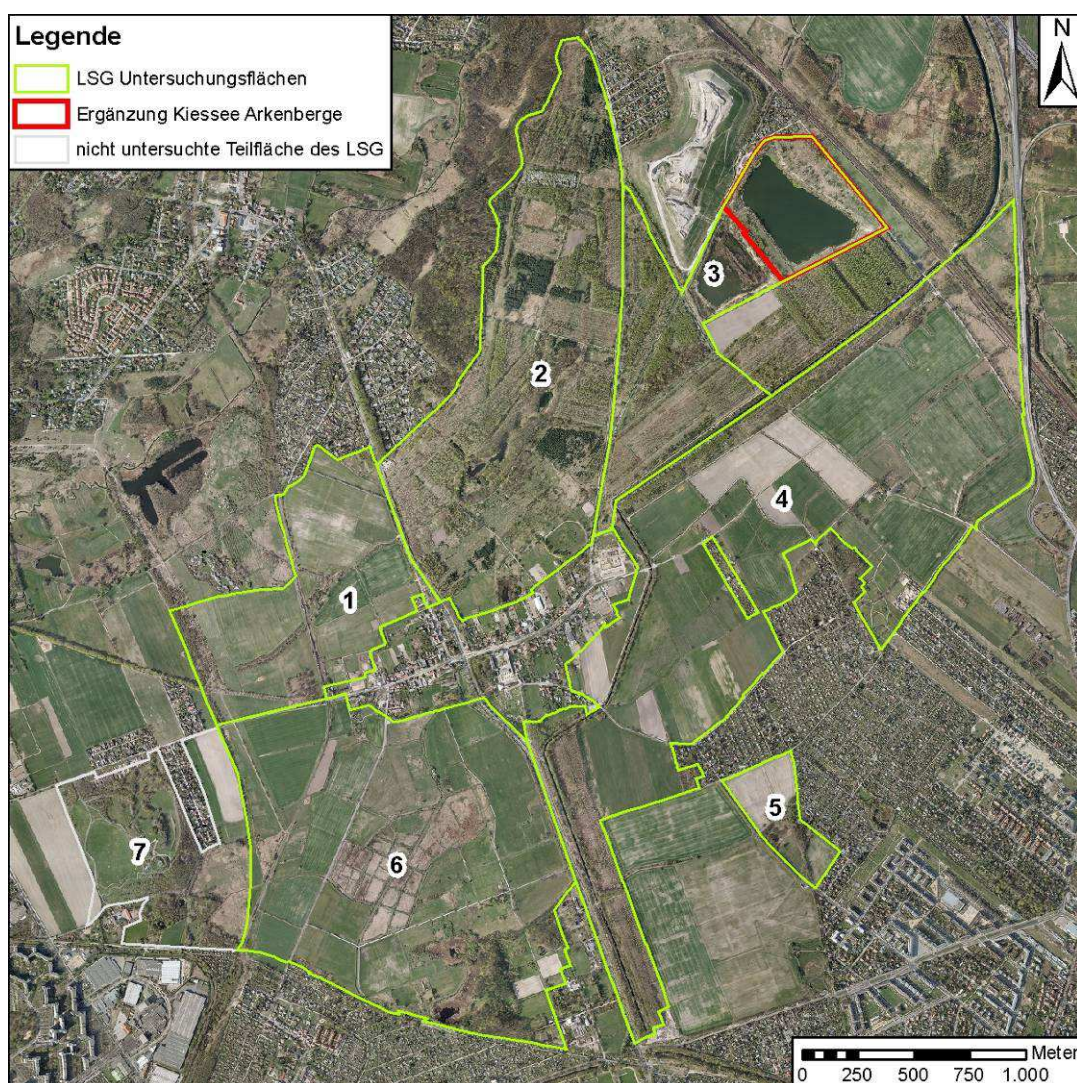 Legende
LSG Untersuchungsflächen
Ergänzung Kiessee Arkenberge
nicht untersuchte Teilfläche des LSG
N
3
2
4
1
5
7
6
Meter
0 250 500 750 1.000